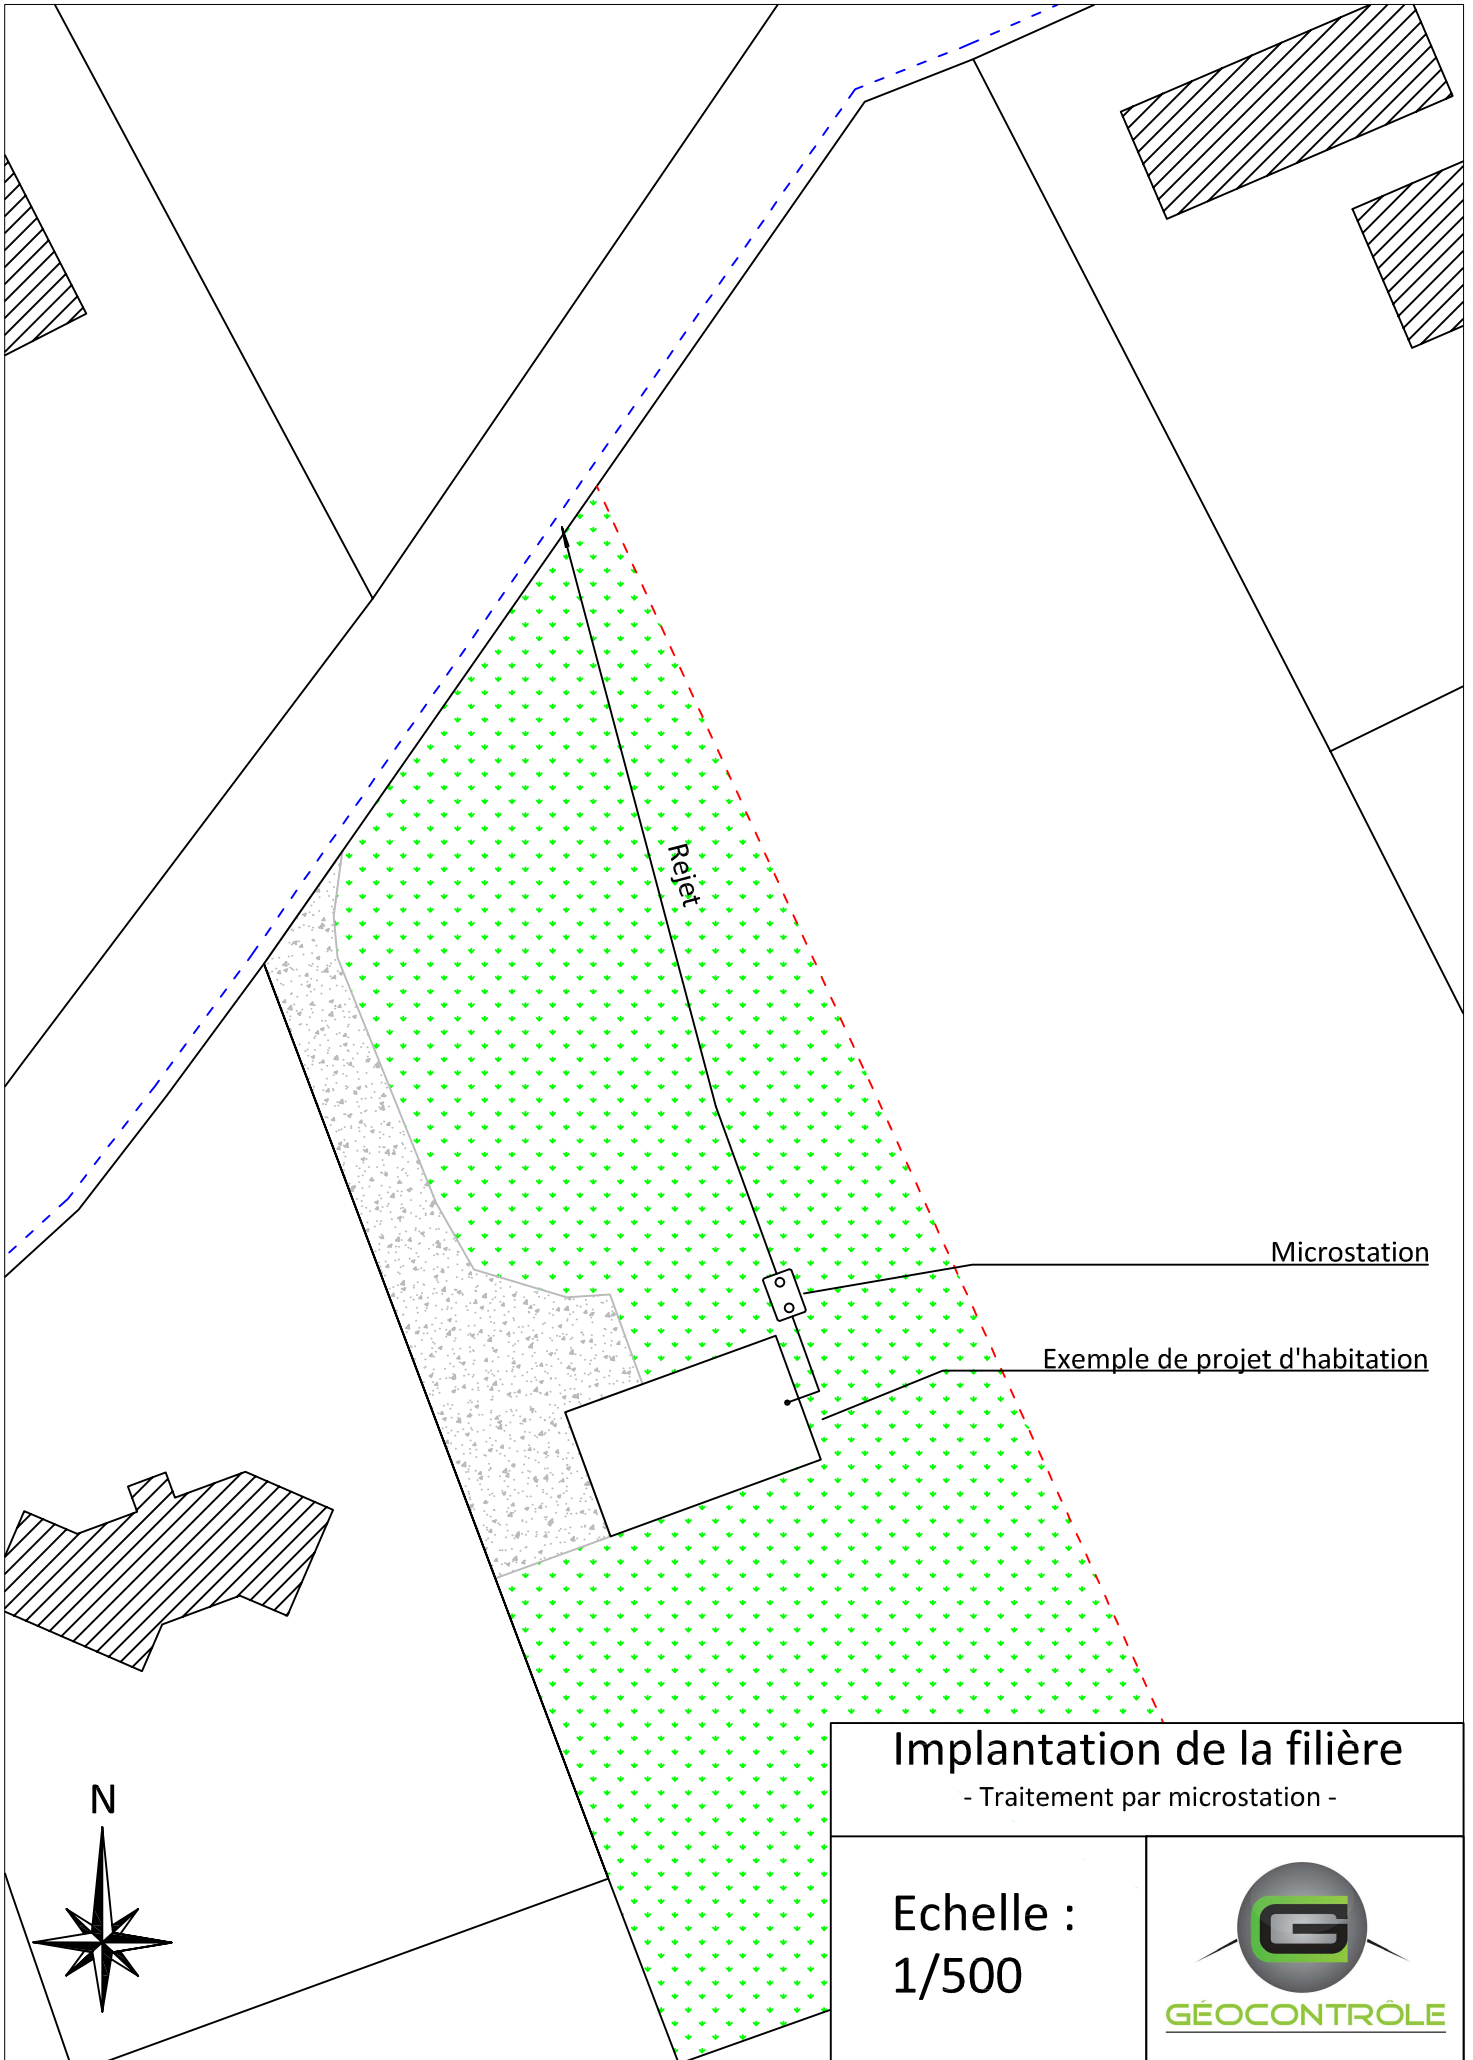 Rejet
Microstation
Exemple de projet d'habitation
N
Implantation de la filière
- Traitement par microstation -
Echelle :
1/500
G
GÉOCONTRÔLE